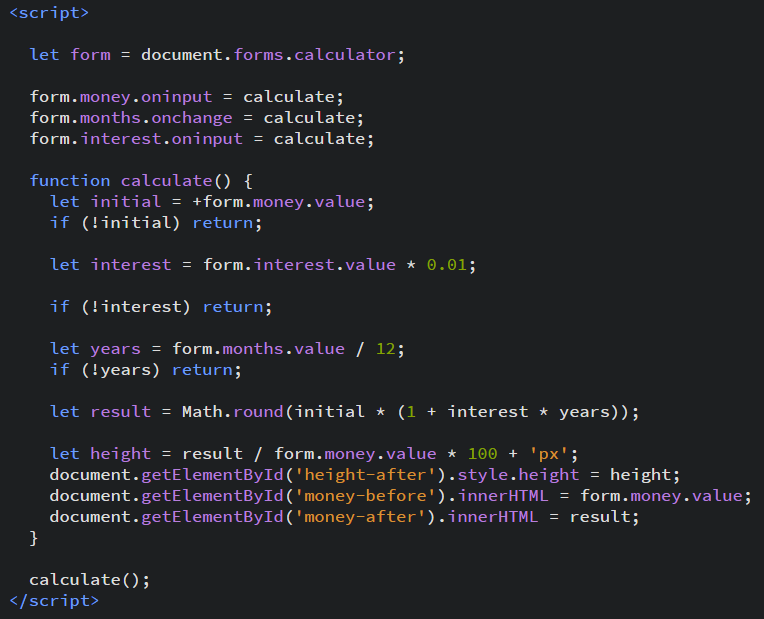 <script>
let form = document.forms.calculator;
form.money.oninput = calculate;
form.months.onchange = calculate;
form.interest.oninput = calculate;
function calculate() {
let initial = +form.money.value;
if (!initial) return;
let interest = form.interest.value * 0.01;
if (!interest) return;
let years = form.months.value / 12;
if (!years) return;
let result = Math.round(initial * (1 + interest * years));
let height = result / form.money.value * 100 + 'px';
document.getElementById('height-after').style.height = height;
document.getElementById('money-before').innerHTML = form.money.value;
document.getElementById('money-after').innerHTML = result;
}
calculate();
</script>